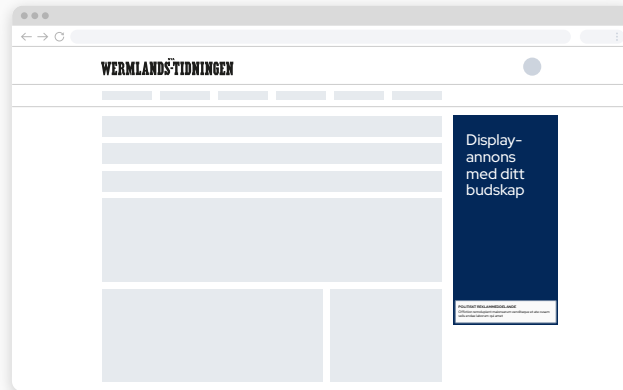 WERMLANDS-TIDNINGEN
Display-
annons
med ditt
budskap
POLITISKT REKLAMMEDDELANDE